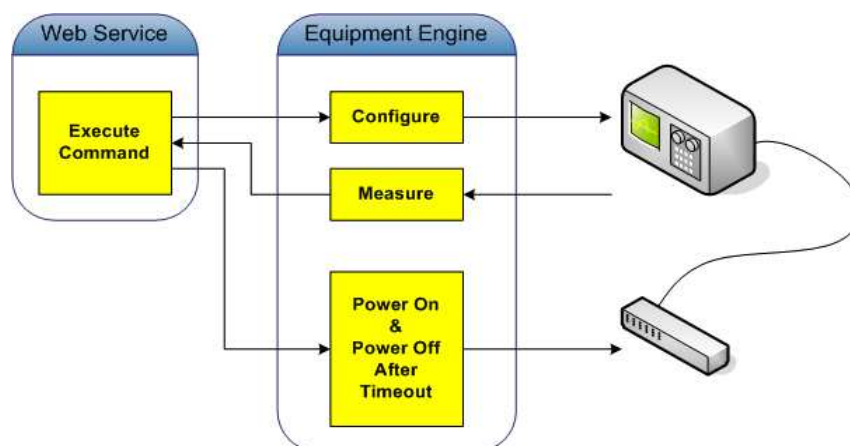 Web Service
Equipment Engine
Execute
Command
Configure
Measure
Power On
&
Power Off
After
Timeout